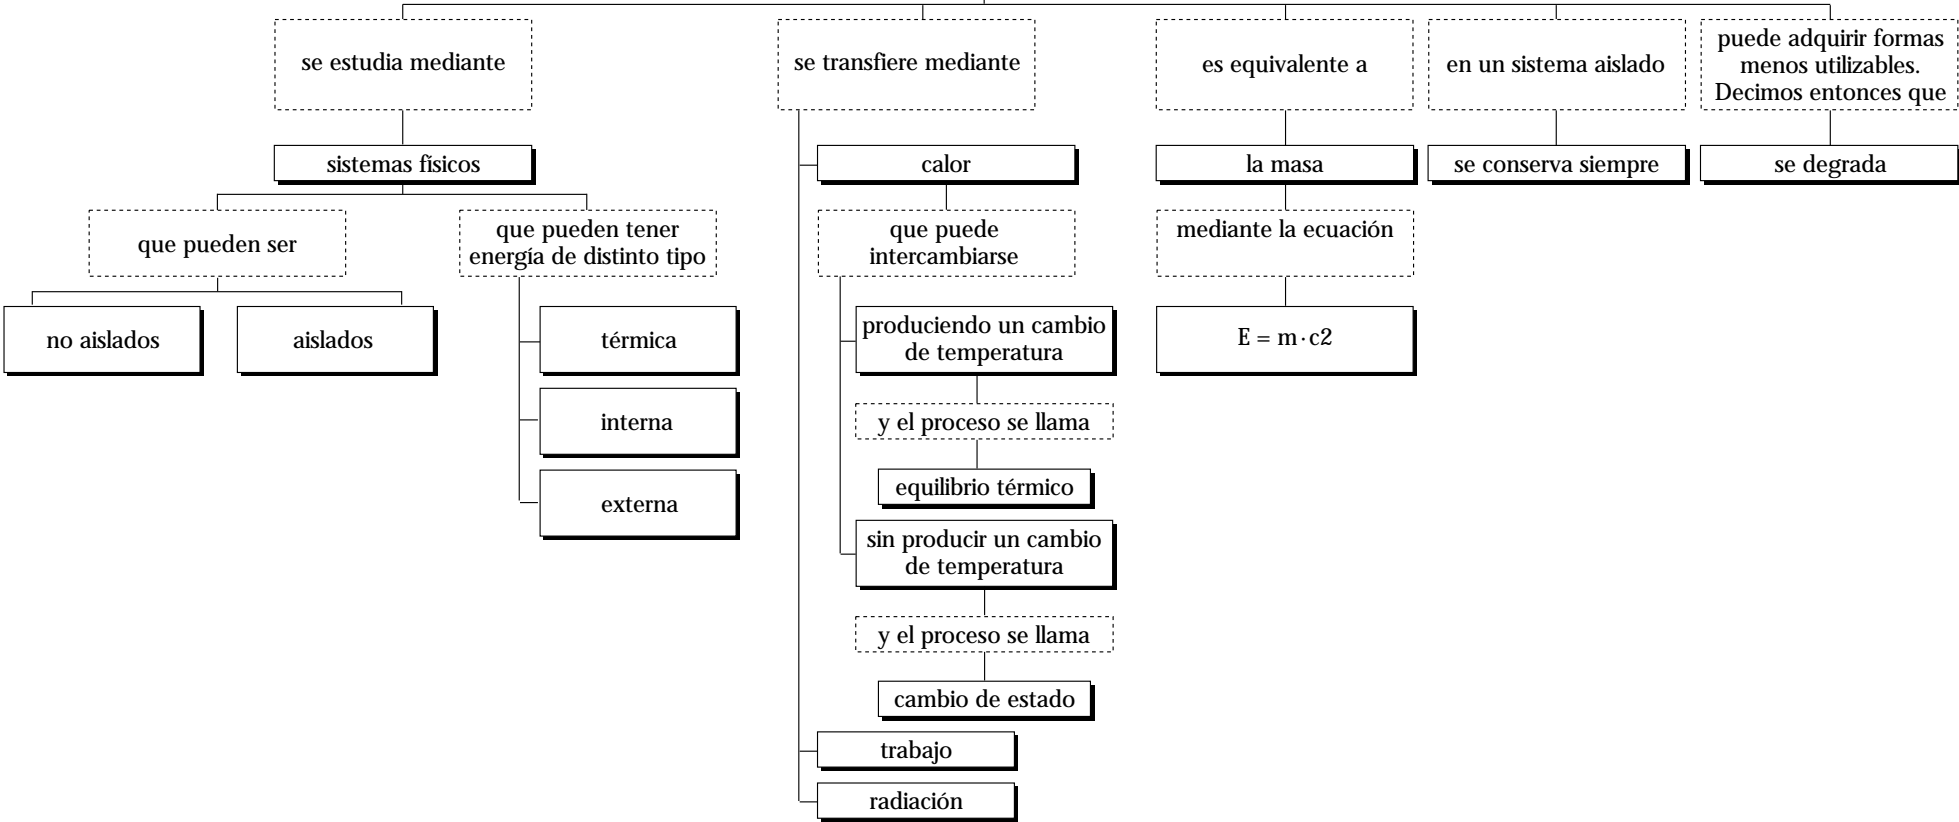 se estudia mediante
sistemas físicos
que pueden ser
no aislados
aislados
que pueden tener
energía de distinto tipo
térmica
interna
externa
se transfiere mediante
calor
que puede
intercambiarse
produciendo un cambio
de temperatura
y el proceso se llama
equilibrio térmico
sin producir un cambio
de temperatura
y el proceso se llama
cambio de estado
trabajo
radiación
es equivalente a
la masa
mediante la ecuación
E = m · c2
en un sistema aislado
se conserva siempre
puede adquirir formas
menos utilizables.
Decimos entonces que
se degrada